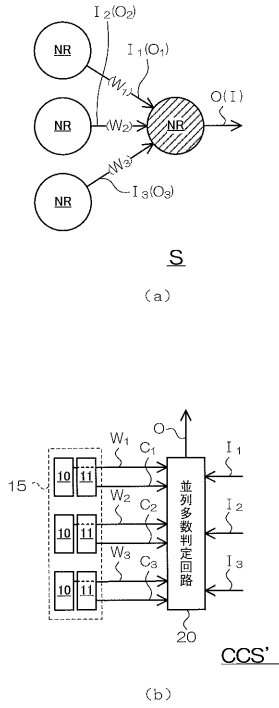 I₂(O₂)
NR
I₁(O₁)
W₁
NR
W₂
NR
O(I)
W₃
NR
I₃(O₃)
S
(a)
O
W₁
C₁
I₁
15
10
11
W₂
C₂
並列多数判定回路
I₂
10
11
W₃
C₃
I₃
10
11
20
CCS'
(b)